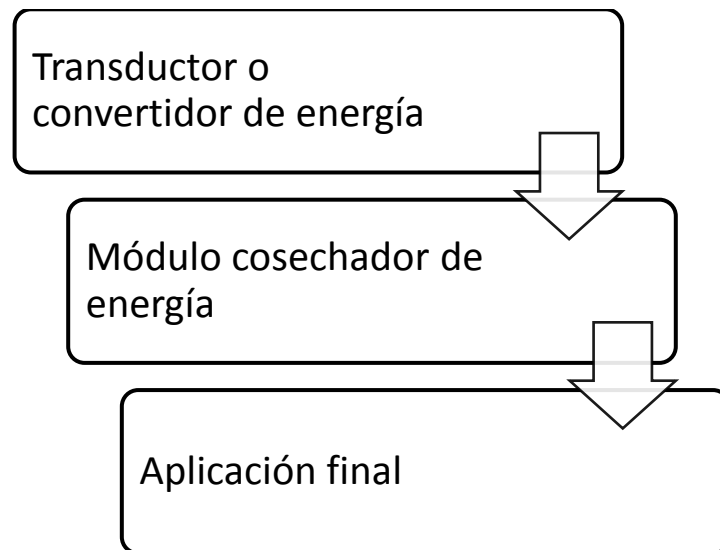 Transductor o
convertidor de energía
Módulo cosechador de
energía
Aplicación final